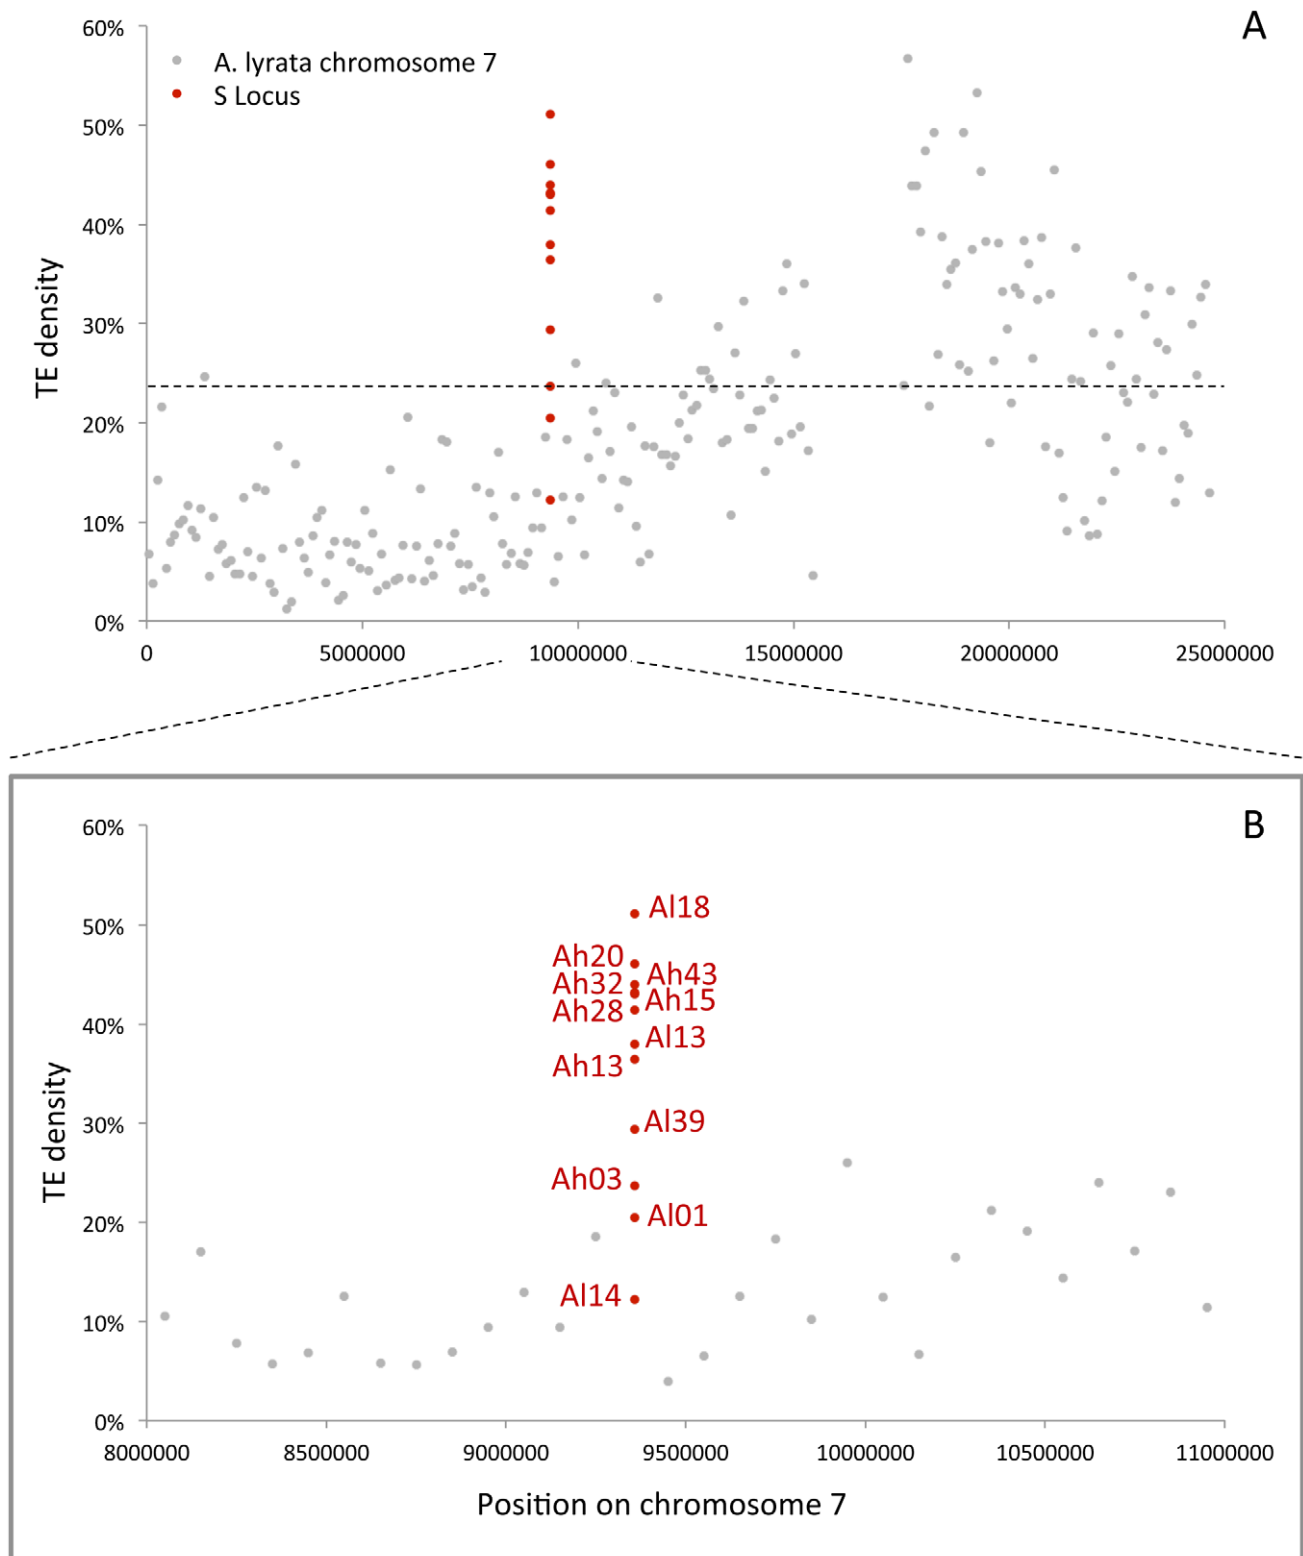 A
60%
A. lyrata chromosome 7
S Locus
50%
40%
30%
20%
10%
0%
TE density
0 5000000 10000000 15000000 20000000 25000000
B
60%
50%
40%
30%
20%
10%
0%
TE density
Al18
Ah20
Ah43
Ah32
Ah15
Ah28
Al13
Ah13
Al39
Ah03
Al01
Al14
8000000 8500000 9000000 9500000 10000000 10500000 11000000
Position on chromosome 7